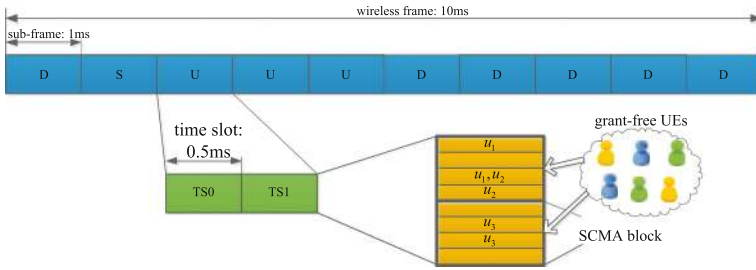 wireless frame: 10ms
sub-frame: 1ms
D S U U U D D D D D
time slot:
0.5ms
TS0 TS1
u1
u1, u2
u2
u3
u3
grant-free UEs
SCMA block